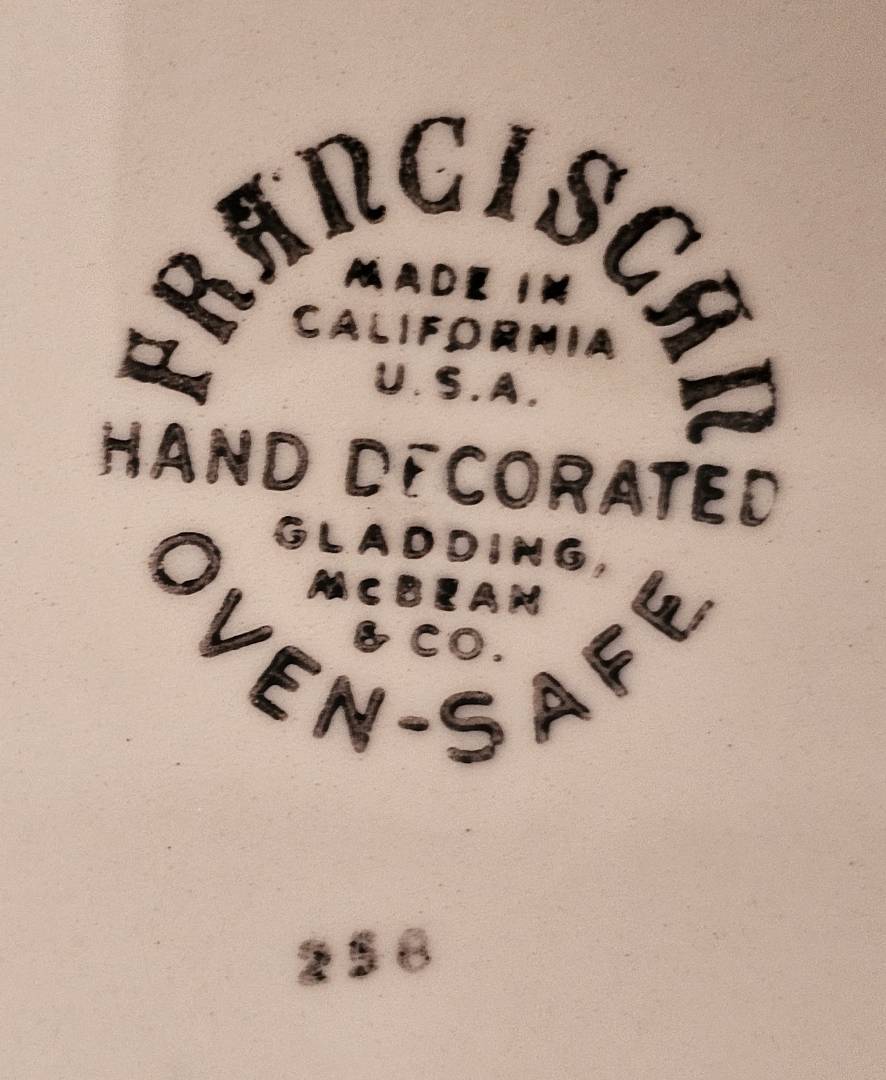 FRANCISCAN
MADE IN
CALIFORNIA
U.S.A.
HAND DECORATED
GLADDING,
McBEAN
& CO.
OVEN-SAFE
258